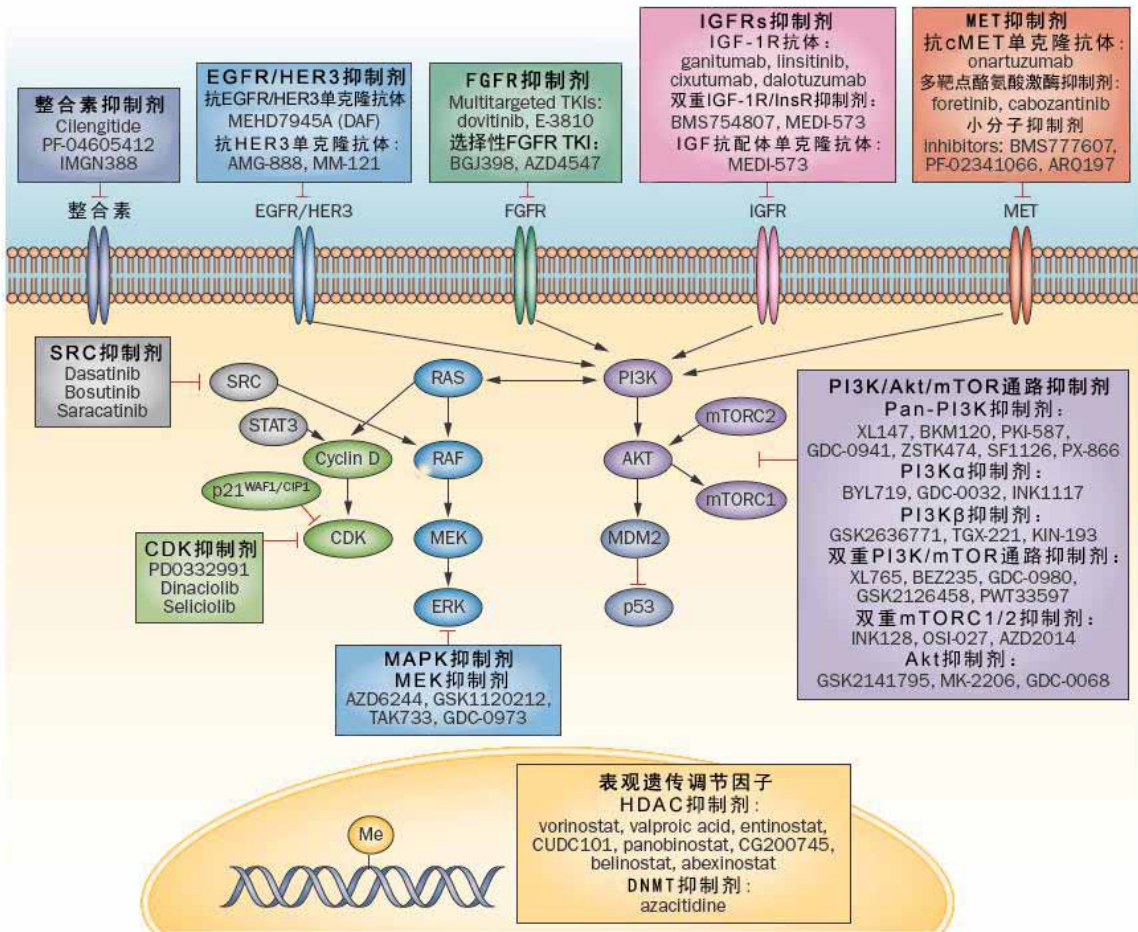 整合素抑制剂
Cilengitide
PF-04605412
IMGN388
EGFR/HER3抑制剂
抗EGFR/HER3单克隆抗体
MEHD7945A (DAF)
抗HER3单克隆抗体:
AMG-888, MM-121
FGFR抑制剂
Multitargeted TKIs:
dovitinib, E-3810
选择性FGFR TKI:
BGJ398, AZD4547
IGFRs抑制剂
IGF-1R抗体:
ganitumab, linsitinib,
cixutumab, dalotuzumab
双重IGF-1R/InsR抑制剂:
BMS754807, MEDI-573
IGF抗配体单克隆抗体:
MEDI-573
MET抑制剂
抗cMET单克隆抗体:
onartuzumab
多靶点酪氨酸激酶抑制剂:
foretinib, cabozantinib
小分子抑制剂
inhibitors: BMS777607,
PF-02341066, ARQ197
整合素
EGFR/HER3
FGFR
IGFR
MET
SRC抑制剂
Dasatinib
Bosutinib
Saracatinib
SRC
RAS
PI3K
STAT3
mTORC2
Cyclin D
RAF
AKT
p21WAF1/CIP1
mTORC1
CDK
MEK
MDM2
CDK抑制剂
PD0332991
Dinaciolib
Seliciolib
ERK
p53
MAPK抑制剂
MEK抑制剂
AZD6244, GSK1120212,
TAK733, GDC-0973
PI3K/Akt/mTOR通路抑制剂
Pan-PI3K抑制剂:
XL147, BKM120, PKI-587,
GDC-0941, ZSTK474, SF1126, PX-866
PI3Kα抑制剂:
BYL719, GDC-0032, INK1117
PI3Kβ抑制剂:
GSK2636771, TGX-221, KIN-193
双重PI3K/mTOR通路抑制剂:
XL765, BEZ235, GDC-0980,
GSK2126458, PWT33597
双重mTORC1/2抑制剂:
INK128, OSI-027, AZD2014
Akt抑制剂:
GSK2141795, MK-2206, GDC-0068
Me
表观遗传调节因子
HDAC抑制剂:
vorinostat, valproic acid, entinostat,
CUDC101, panobinostat, CG200745,
belinostat, abexinostat
DNMT抑制剂:
azacitidine